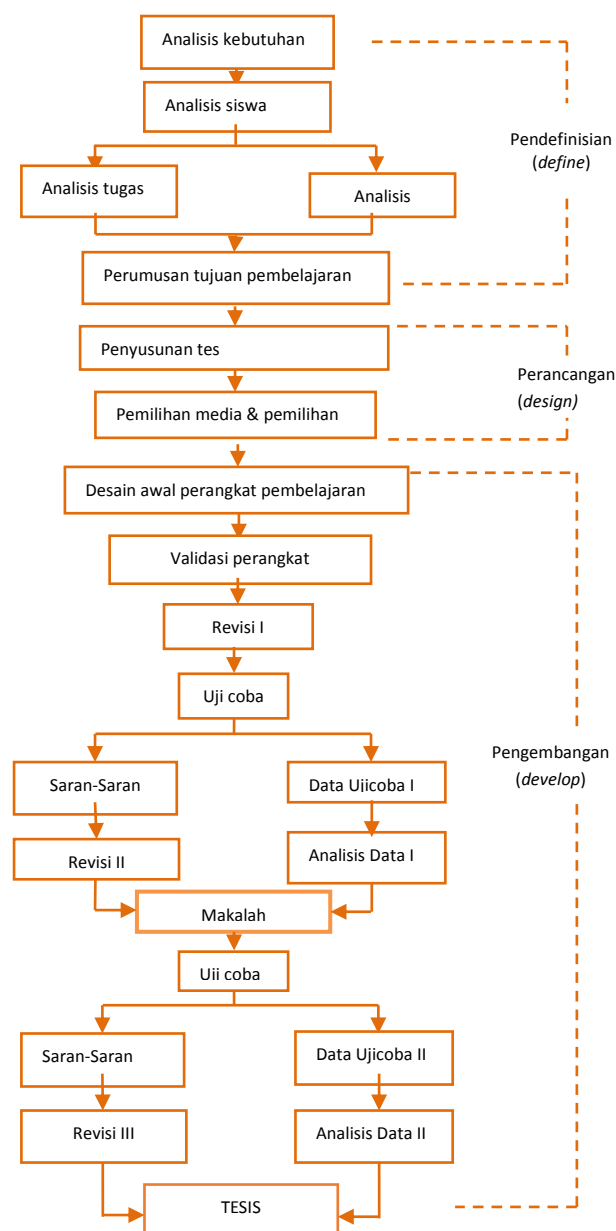 Analisis kebutuhan
Analisis siswa
Analisis tugas
Analisis
Perumusan tujuan pembelajaran
Pendefinisian
(define)
Penyusunan tes
Pemilihan media & pemilihan
Perancangan
(design)
Desain awal perangkat pembelajaran
Validasi perangkat
Revisi I
Uji coba
Saran-Saran
Data Ujicoba I
Revisi II
Analisis Data I
Makalah
Uii coba
Saran-Saran
Data Ujicoba II
Revisi III
Analisis Data II
TESIS
Pengembangan
(develop)